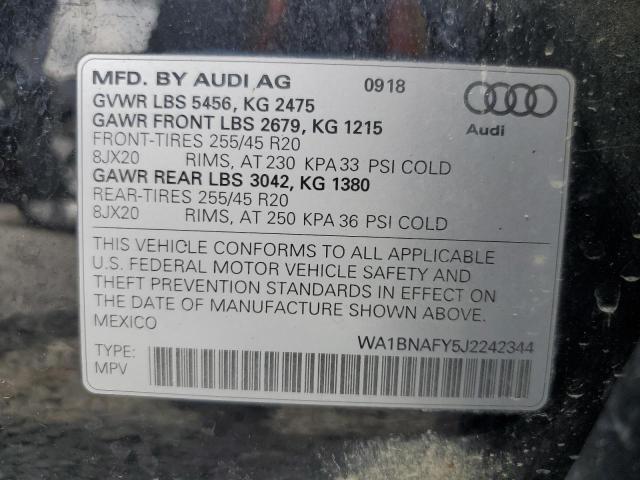 MFD. BY AUDI AG 0918
GVWR LBS 5456, KG 2475
GAWR FRONT LBS 2679, KG 1215
FRONT-TIRES 255/45 R20
8JX20 RIMS, AT 230 KPA 33 PSI COLD
GAWR REAR LBS 3042, KG 1380
REAR-TIRES 255/45 R20
8JX20 RIMS, AT 250 KPA 36 PSI COLD
Audi
THIS VEHICLE CONFORMS TO ALL APPLICABLE
U.S. FEDERAL MOTOR VEHICLE SAFETY AND
THEFT PREVENTION STANDARDS IN EFFECT ON
THE DATE OF MANUFACTURE SHOWN ABOVE.
MEXICO
WA1BNAFY5J2242344
TYPE:
MPV